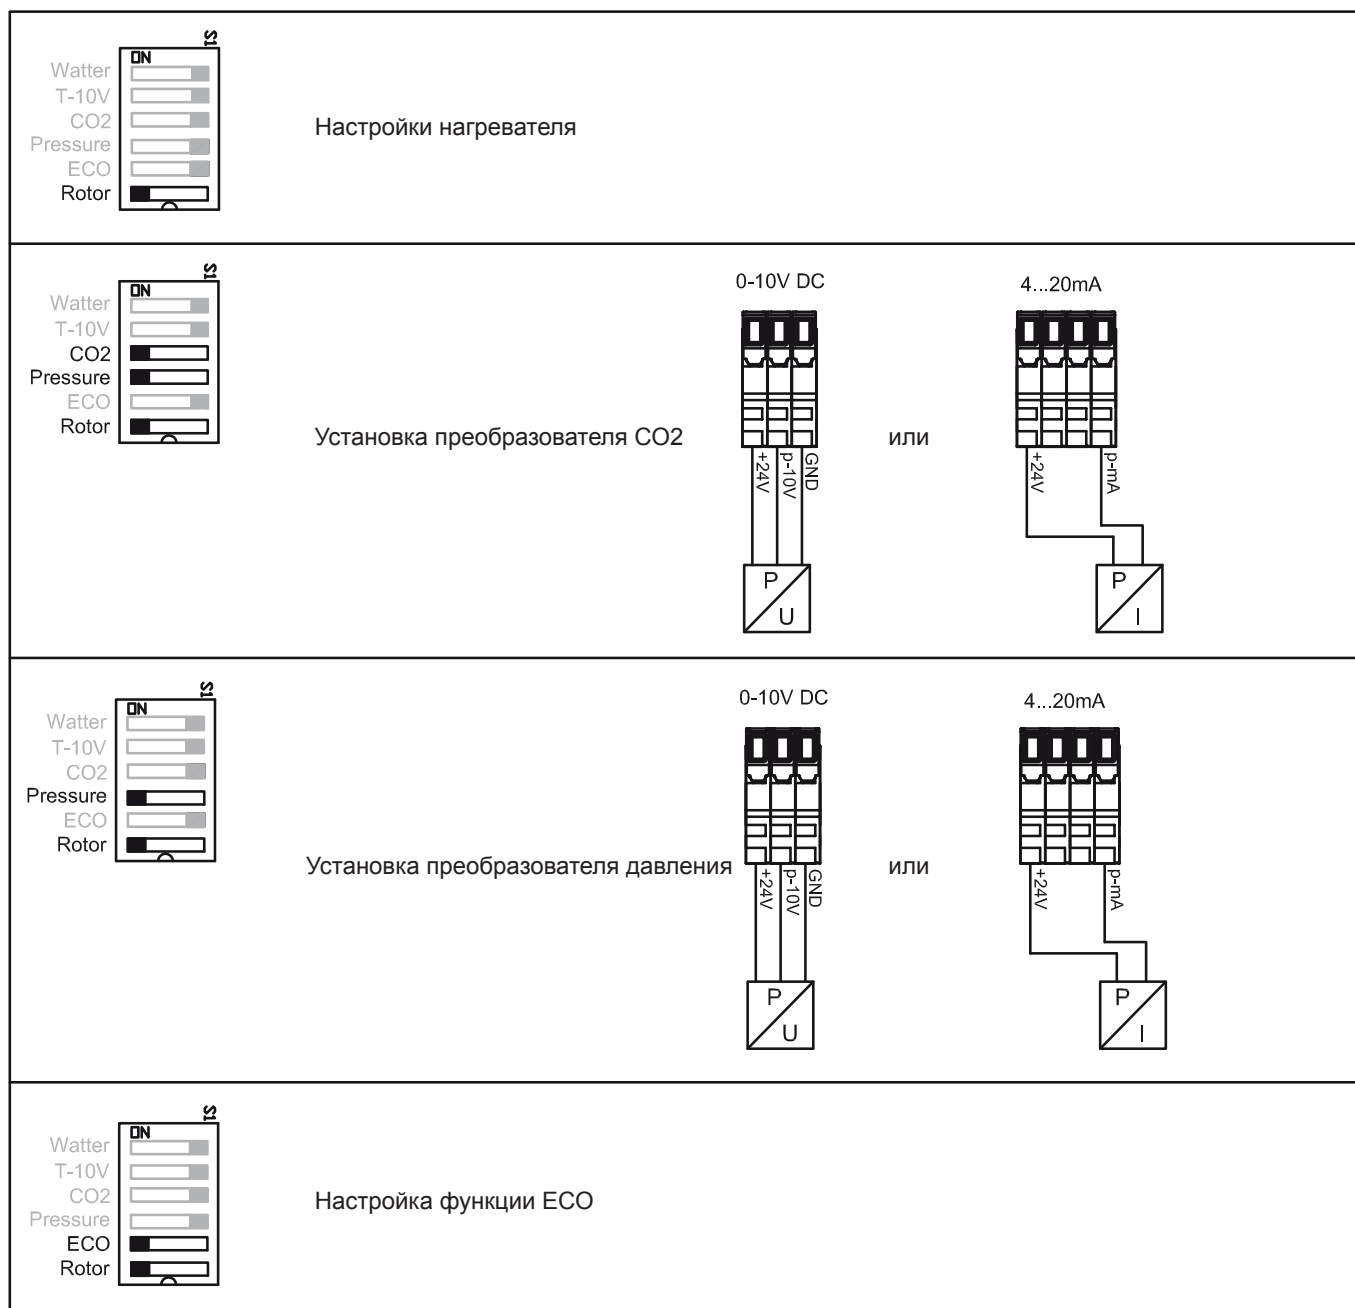 S1
ON
Watter
T-10V
CO2
Pressure
ECO
Rotor
Настройки нагревателя
S1
ON
Watter
T-10V
CO2
Pressure
ECO
Rotor
Установка преобразователя CO2
0-10V DC
+24V
p-10V
GND
P
U
или
4...20mA
+24V
p-mA
P
I
S1
ON
Watter
T-10V
CO2
Pressure
ECO
Rotor
Установка преобразователя давления
0-10V DC
+24V
p-10V
GND
P
U
или
4...20mA
+24V
p-mA
P
I
S1
ON
Watter
T-10V
CO2
Pressure
ECO
Rotor
Настройка функции ECO